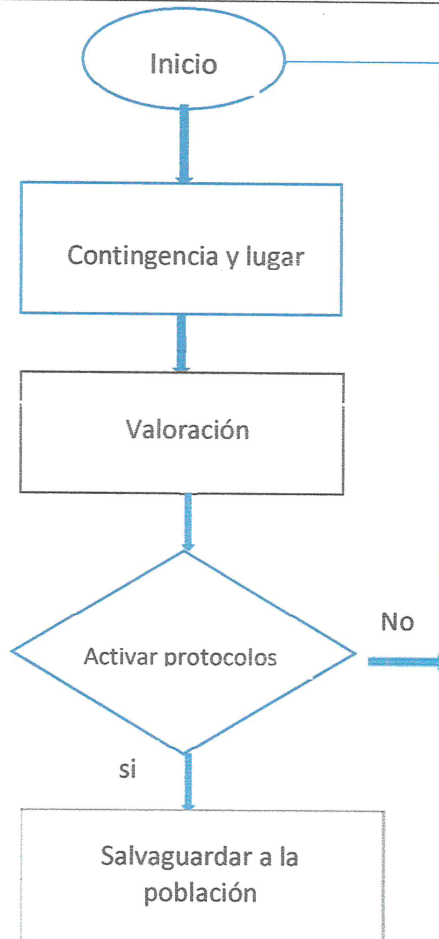 Inicio
Contingencia y lugar
Valoración
Activar protocolos
No
si
Salvaguardar a la
población